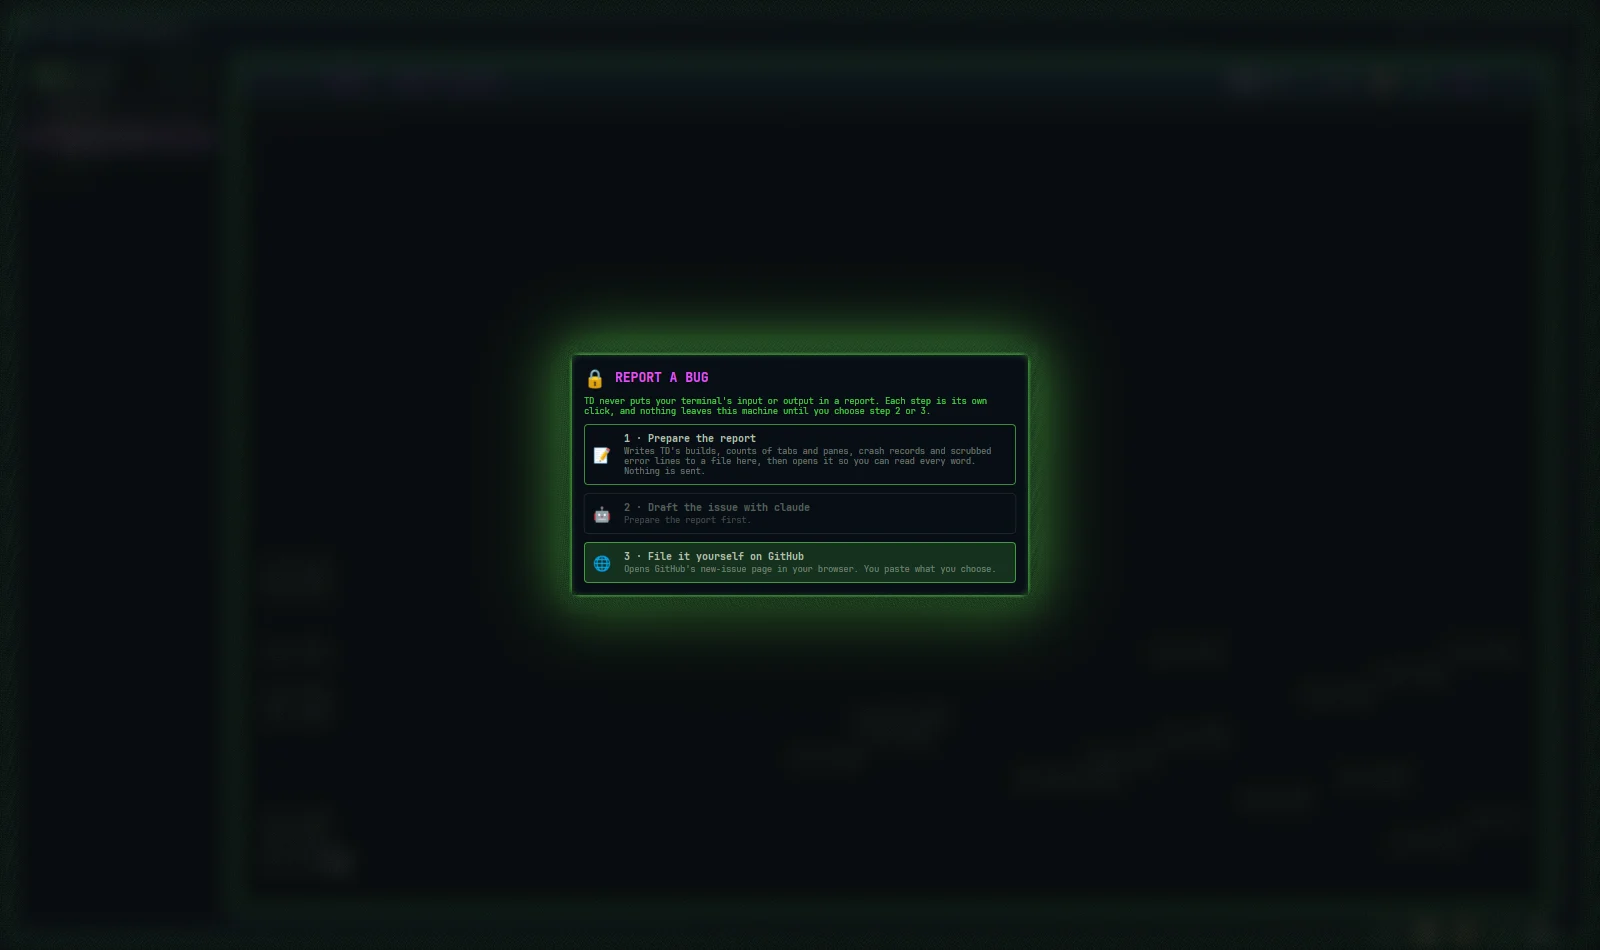 REPORT A BUG
TD never puts your terminal's input or output in a report. Each step is its own
click, and nothing leaves this machine until you choose step 2 or 3.
1 · Prepare the report
Writes TD's builds, counts of tabs and panes, crash records and scrubbed
error lines to a file here, then opens it so you can read every word.
Nothing is sent.
2 · Draft the issue with claude
Prepare the report first.
3 · File it yourself on GitHub
Opens GitHub's new-issue page in your browser. You paste what you choose.